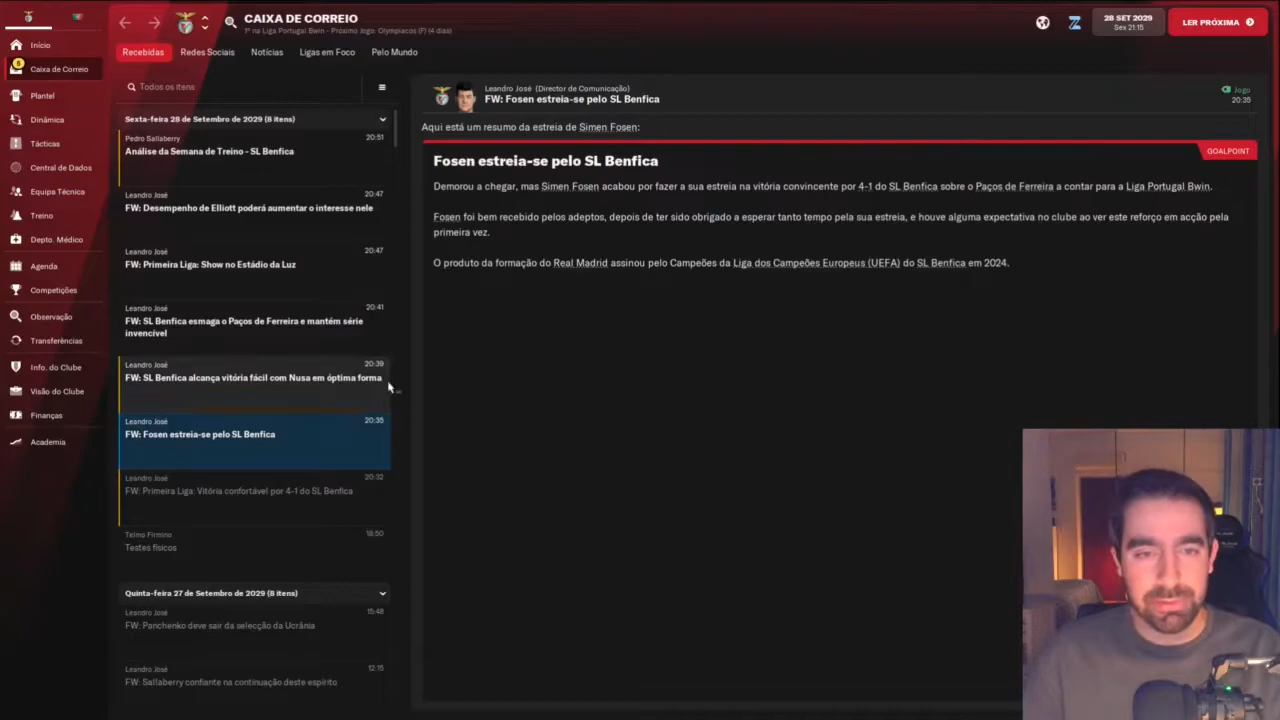 CAIXA DE CORREIO
1º na Liga Portugal Bwin - Próximo Jogo: Olympiacos (F) (4 dias)
28 SET 2029
Sex 21:15
LER PRÓXIMA
Início
5
Caixa de Correio
Plantel
Dinâmica
Tácticas
Central de Dados
Equipa Técnica
Treino
Depto. Médico
Agenda
Competições
Observação
Transferências
Info. do Clube
Visão do Clube
Finanças
Academia
Recebidas
Redes Sociais
Notícias
Ligas em Foco
Pelo Mundo
Todos os itens
Sexta-feira 28 de Setembro de 2029 (8 itens)
Pedro Sallaberry
20:51
Análise da Semana de Treino - SL Benfica
Leandro José
20:47
FW: Desempenho de Elliott poderá aumentar o interesse nele
Leandro José
20:47
FW: Primeira Liga: Show no Estádio da Luz
Leandro José
20:41
FW: SL Benfica esmaga o Paços de Ferreira e mantém série
invencível
Leandro José
20:39
FW: SL Benfica alcança vitória fácil com Nusa em óptima forma
Leandro José
20:35
FW: Fosen estreia-se pelo SL Benfica
Leandro José
20:32
FW: Primeira Liga: Vitória confortável por 4-1 do SL Benfica
Telmo Firmino
18:50
Testes físicos
Quinta-feira 27 de Setembro de 2029 (8 itens)
Leandro José
15:48
FW: Panchenko deve sair da selecção da Ucrânia
Leandro José
12:15
FW: Sallaberry confiante na continuação deste espírito
Leandro José (Director de Comunicação)
FW: Fosen estreia-se pelo SL Benfica
Jogo
20:35
Aqui está um resumo da estreia de Simen Fosen:
GOALPOINT
Fosen estreia-se pelo SL Benfica
Demorou a chegar, mas Simen Fosen acabou por fazer a sua estreia na vitória convincente por 4-1 do SL Benfica sobre o Paços de Ferreira a contar para a Liga Portugal Bwin.
Fosen foi bem recebido pelos adeptos, depois de ter sido obrigado a esperar tanto tempo pela sua estreia, e houve alguma expectativa no clube ao ver este reforço em acção pela
primeira vez.
O produto da formação do Real Madrid assinou pelo Campeões da Liga dos Campeões Europeus (UEFA) do SL Benfica em 2024.